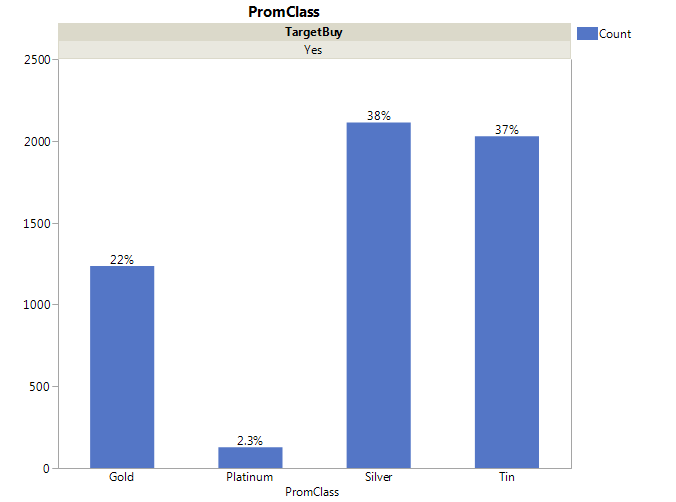 PromClass
TargetBuy
Yes
Count
2500
2000
1500
1000
500
0
22%
2.3%
38%
37%
Gold Platinum Silver Tin
PromClass